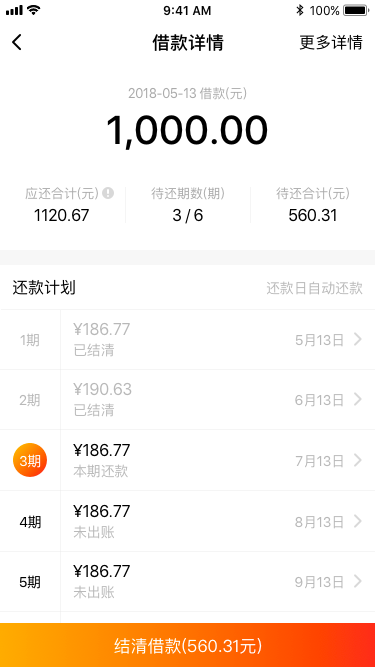 9:41 AM 100%
借款详情 更多详情
2018-05-13 借款(元)
1,000.00
应还合计(元) 待还期数(期) 待还合计(元)
1120.67 3 / 6 560.31
还款计划 还款日自动还款
1期 ¥186.77 5月13日
已结清
2期 ¥190.63 6月13日
已结清
3期 ¥186.77 7月13日
本期还款
4期 ¥186.77 8月13日
未出账
5期 ¥186.77 9月13日
未出账
结清借款(560.31元)